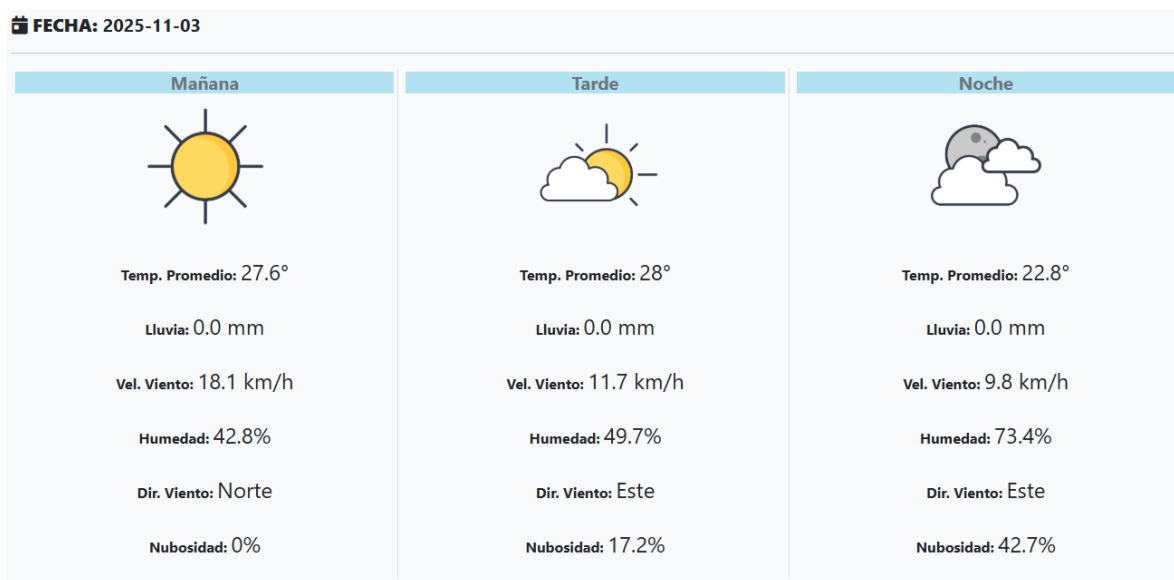 FECHA: 2025-11-03
Mañana
Temp. Promedio: 27.6°
Lluvia: 0.0 mm
Vel. Viento: 18.1 km/h
Humedad: 42.8%
Dir. Viento: Norte
Nubosidad: 0%
Tarde
Temp. Promedio: 28°
Lluvia: 0.0 mm
Vel. Viento: 11.7 km/h
Humedad: 49.7%
Dir. Viento: Este
Nubosidad: 17.2%
Noche
Temp. Promedio: 22.8°
Lluvia: 0.0 mm
Vel. Viento: 9.8 km/h
Humedad: 73.4%
Dir. Viento: Este
Nubosidad: 42.7%